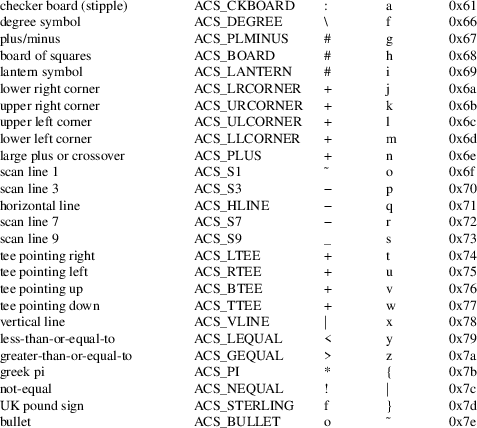 checker board (stipple) ACS_CKBOARD : a 0x61
degree symbol ACS_DEGREE \ f 0x66
plus/minus ACS_PLMINUS # g 0x67
board of squares ACS_BOARD # h 0x68
lantern symbol ACS_LANTERN # i 0x69
lower right corner ACS_LRCORNER + j 0x6a
upper right corner ACS_URCORNER + k 0x6b
upper left corner ACS_ULCORNER + l 0x6c
lower left corner ACS_LLCORNER + m 0x6d
large plus or crossover ACS_PLUS + n 0x6e
scan line 1 ACS_S1 ~ o 0x6f
scan line 3 ACS_S3 − p 0x70
horizontal line ACS_HLINE − q 0x71
scan line 7 ACS_S7 − r 0x72
scan line 9 ACS_S9 _ s 0x73
tee pointing right ACS_LTEE + t 0x74
tee pointing left ACS_RTEE + u 0x75
tee pointing up ACS_BTEE + v 0x76
tee pointing down ACS_TTEE + w 0x77
vertical line ACS_VLINE | x 0x78
less-than-or-equal-to ACS_LEQUAL < y 0x79
greater-than-or-equal-to ACS_GEQUAL > z 0x7a
greek pi ACS_PI * { 0x7b
not-equal ACS_NEQUAL ! | 0x7c
UK pound sign ACS_STERLING f } 0x7d
bullet ACS_BULLET o ~ 0x7e